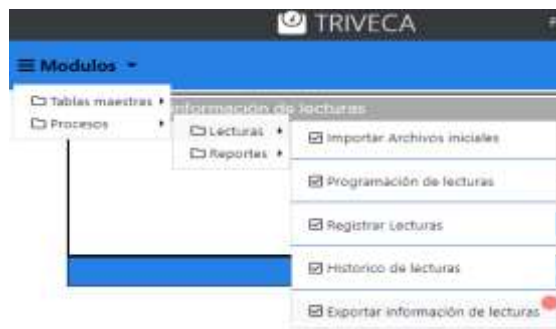 TRIVECA
Modulos
Tablas maestras
información de lecturas
Procesos
Lecturas
Importar Archivos iniciales
Reportes
Programación de lecturas
Registrar Lecturas
Historico de lecturas
Exportar información de lecturas